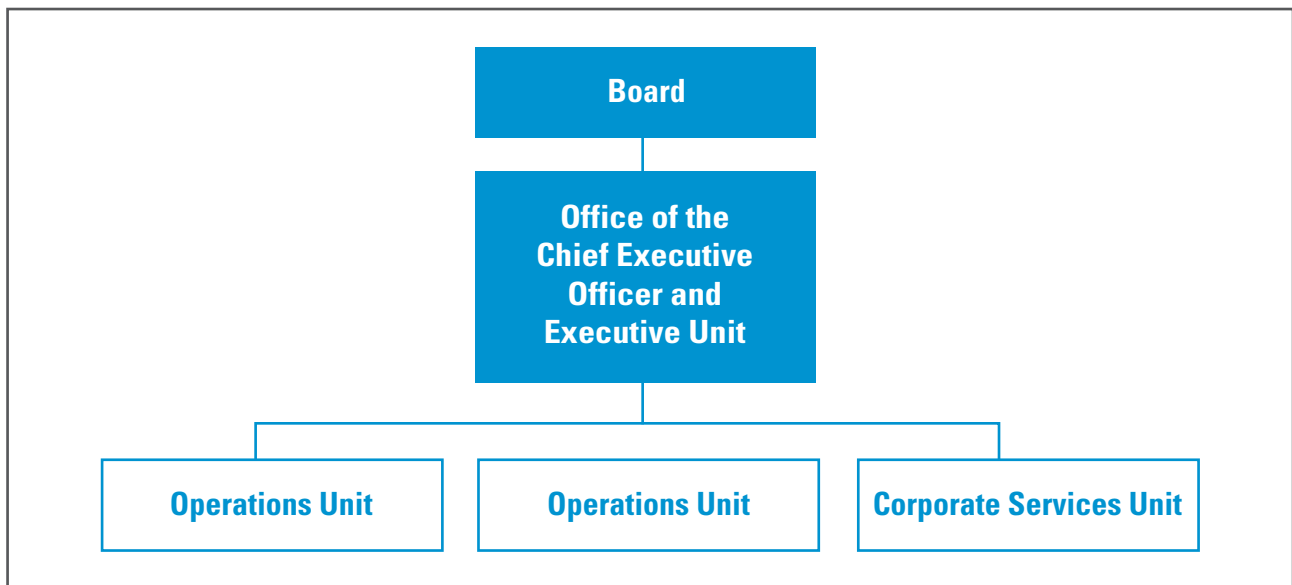 Board
Office of the
Chief Executive
Officer and
Executive Unit
Operations Unit
Operations Unit
Corporate Services Unit